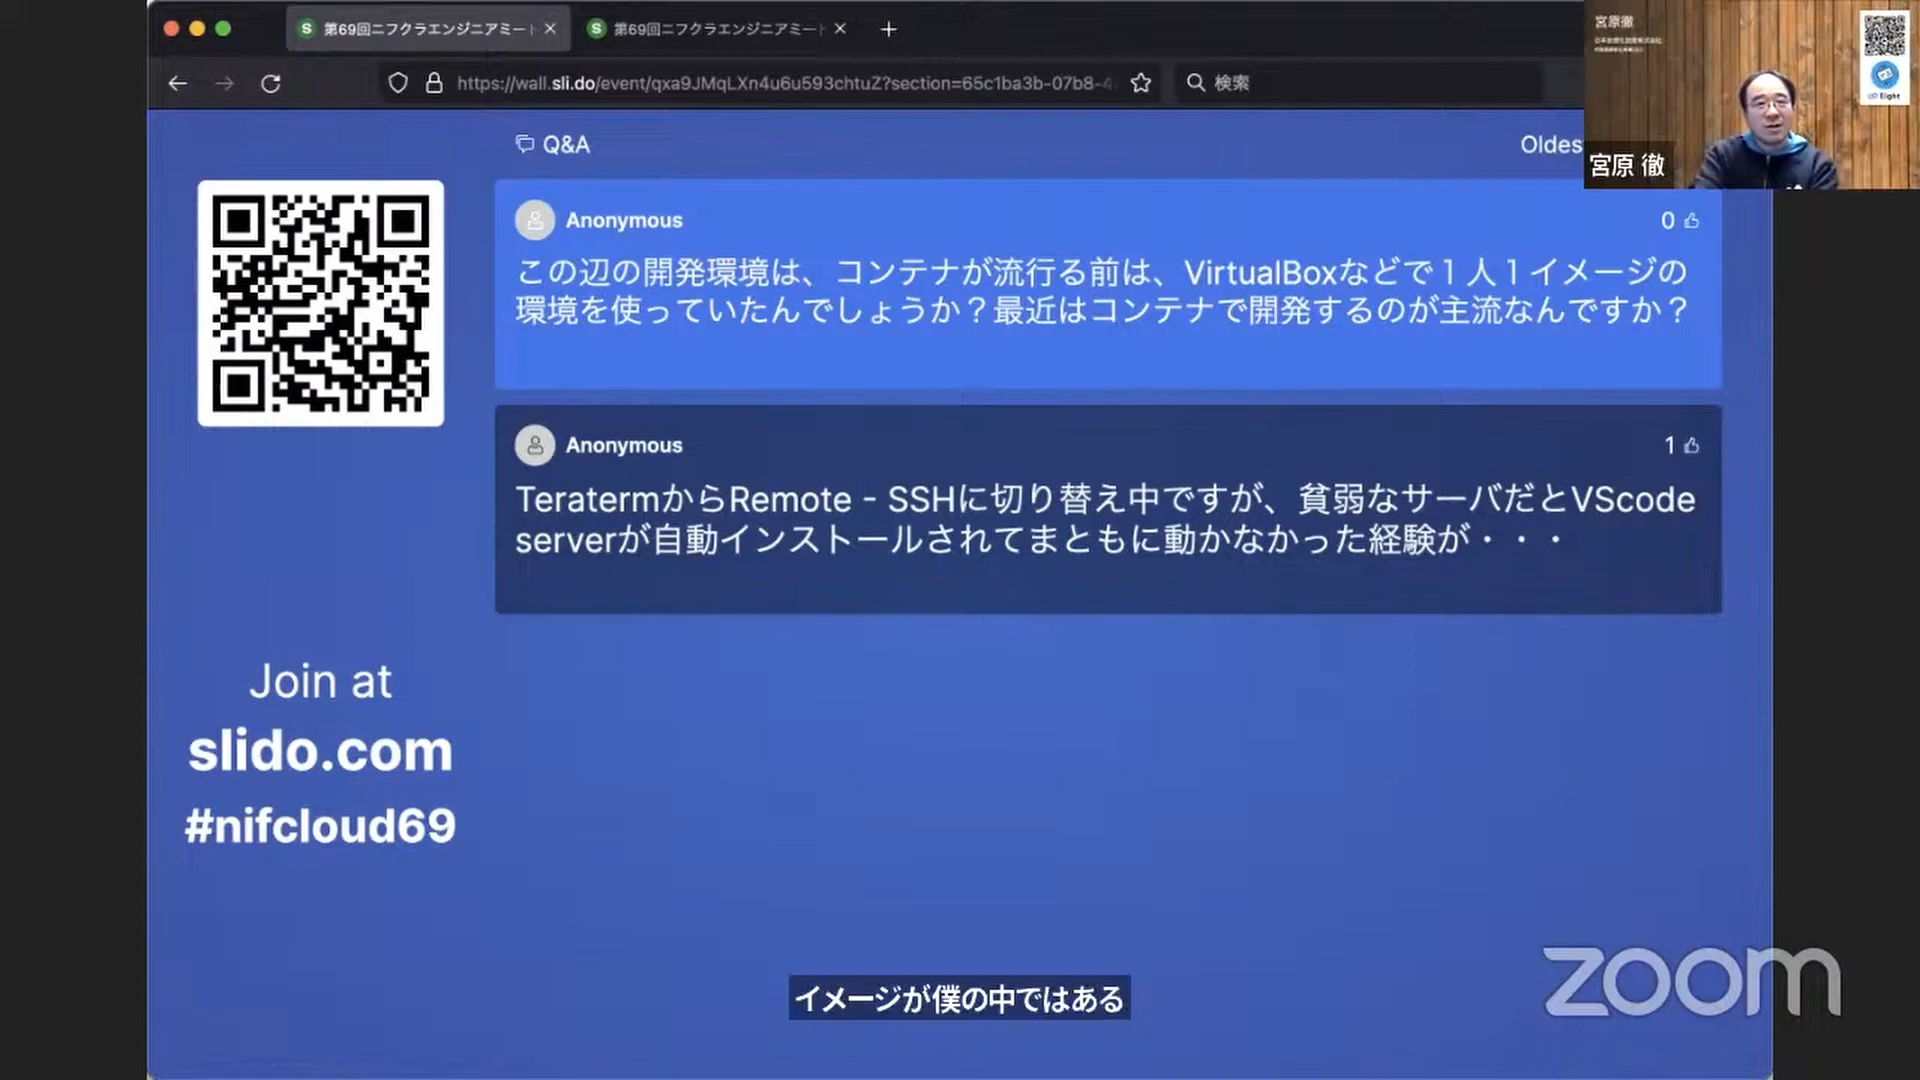 第69回ニフクラエンジニアミート
第69回ニフクラエンジニアミート
https://wall.sli.do/event/qxa9JMqLXn4u6u593chtuZ?section=65c1ba3b-07b8-4
検索
宮原徹
宮原 徹
Q&A
Oldes
Anonymous
0
この辺の開発環境は、コンテナが流行る前は、VirtualBoxなどで１人１イメージの
環境を使っていたんでしょうか？最近はコンテナで開発するのが主流なんですか？
Anonymous
1
TeratermからRemote - SSHに切り替え中ですが、貧弱なサーバだとVScode
serverが自動インストールされてまともに動かなかった経験が・・・
Join at
slido.com
#nifcloud69
イメージが僕の中ではある
zoom